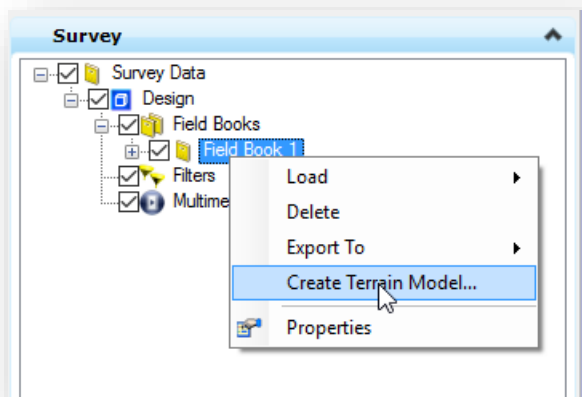 Survey
Survey Data
Design
Field Books
Field Book 1
Filters
Multime
Load
Delete
Export To
Create Terrain Model...
Properties